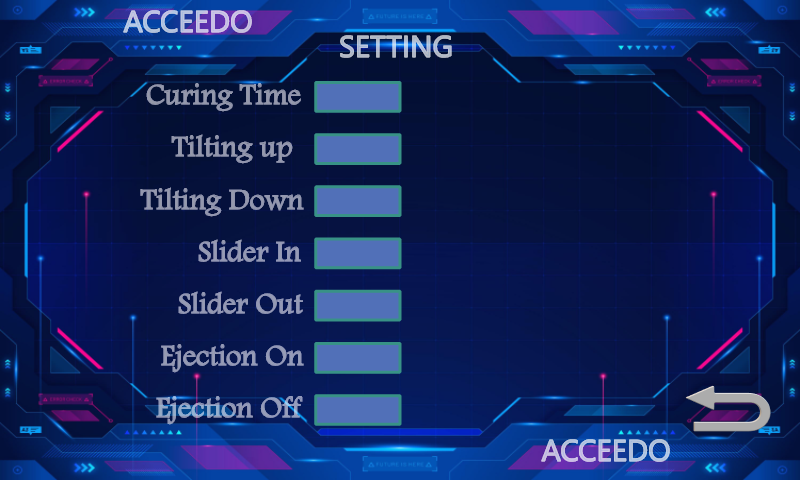 ACCEEDO
SETTING
Curing Time
Tilting up
Tilting Down
Slider In
Slider Out
Ejection On
Ejection Off
ACCEEDO